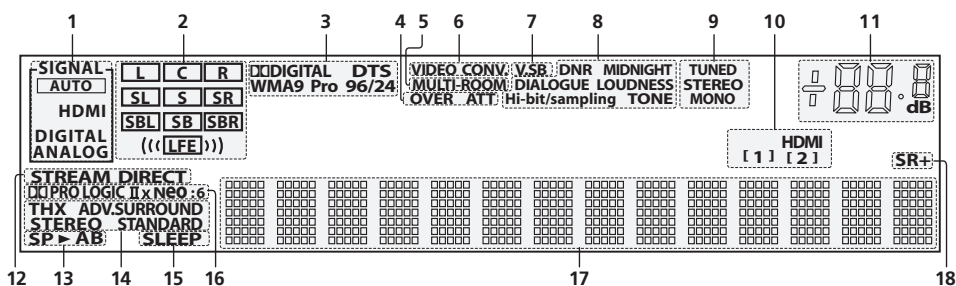 1 2 3 4 5 6 7 8 9 10 11
SIGNAL
AUTO
HDMI
DIGITAL
ANALOG
L C R
SL S SR
SBL SB SBR
((( LFE )))
DIGITAL DTS
WMA9 Pro 96/24
VIDEO CONV.
MULTI-ROOM
OVER ATT
V.SB
DNR MIDNIGHT
DIALOGUE LOUDNESS
Hi-bit/sampling TONE
TUNED
STEREO
MONO
HDMI
[ 1 ] [ 2 ]
dB
SR+
STREAM DIRECT
PRO LOGIC II x Neo :6
THX ADV.SURROUND
STEREO STANDARD
SP ► AB SLEEP
12 13 14 15 16 17 18